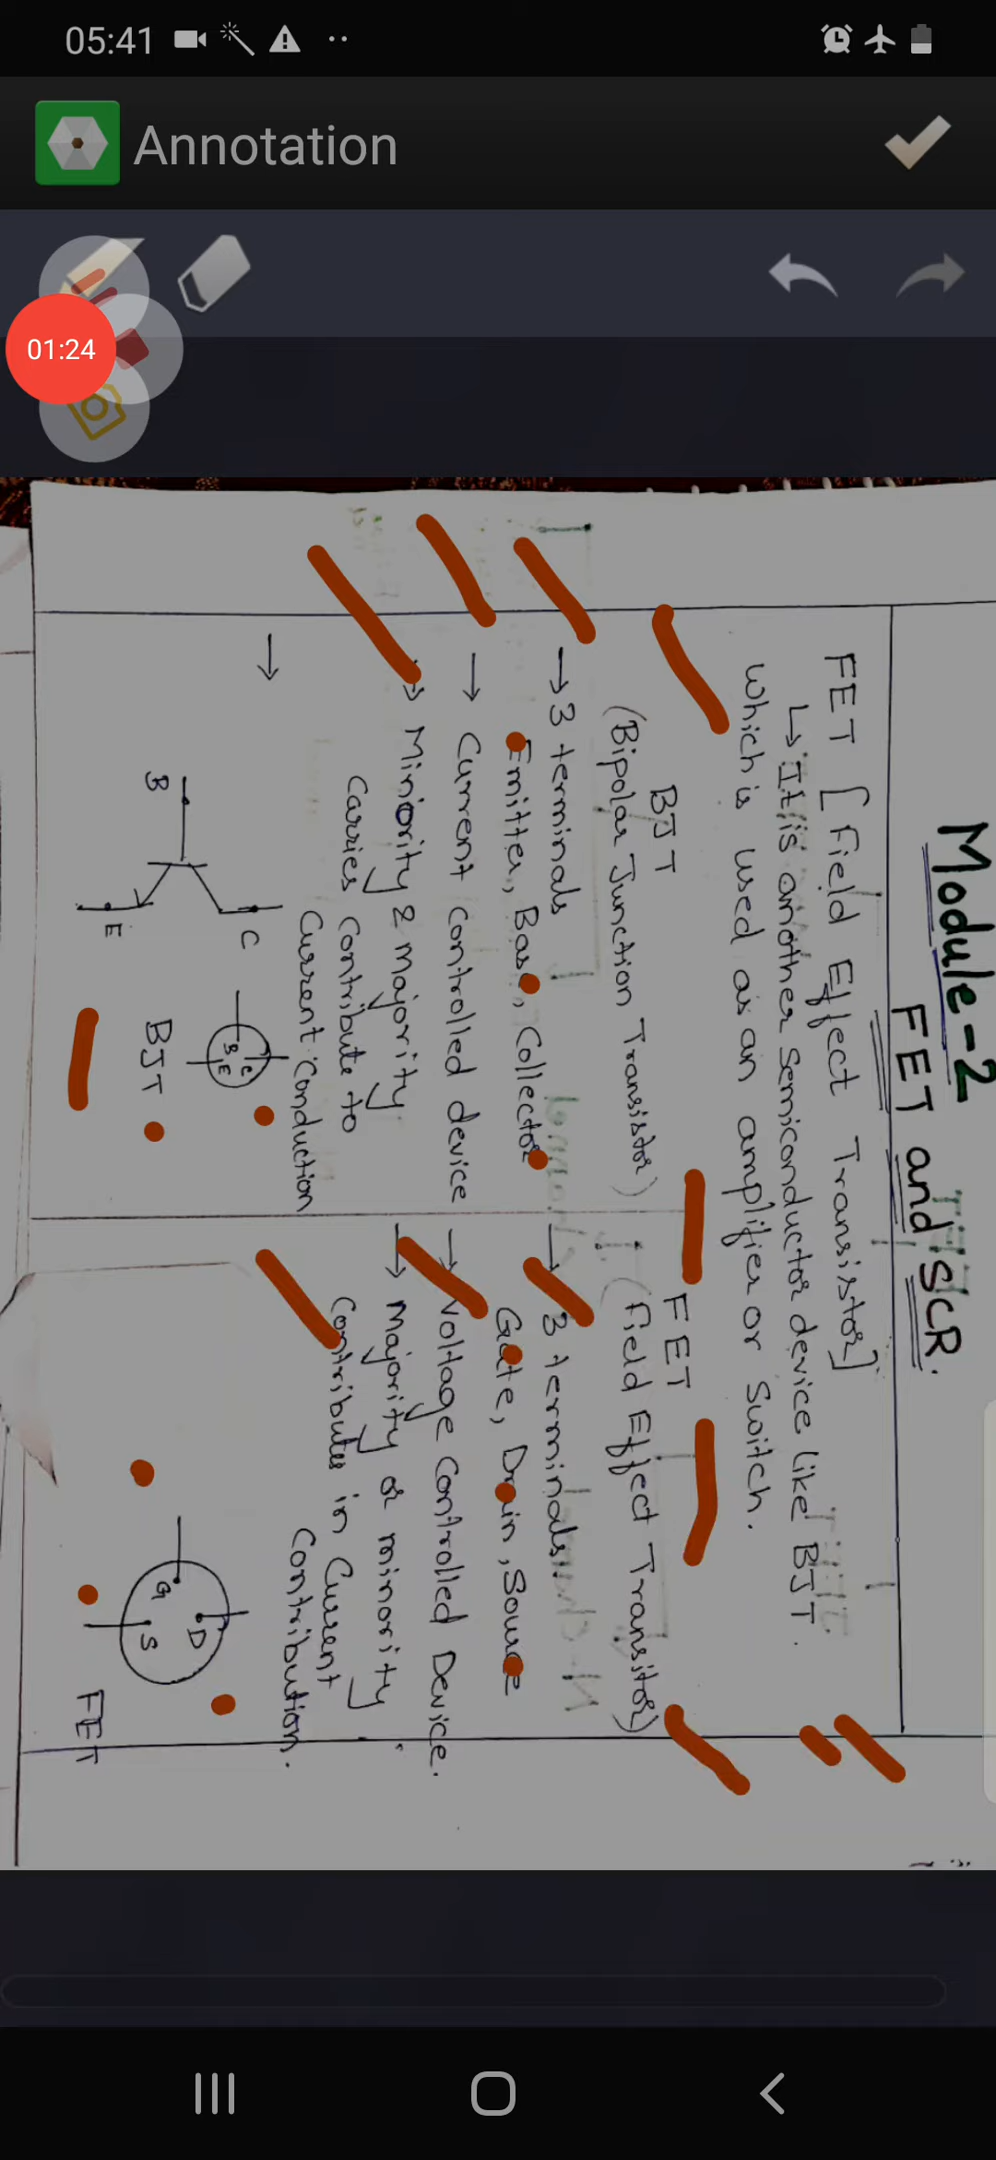 05:41
Annotation
01:24
Module-2
FET and SCR.
FET [Field Effect Transistor]
↳ It is another Semiconductor device like BJT.
which is used as an amplifier or Switch.
BJT
(Bipolar Junction Transistor)
→ 3 terminals
Emitter, Base, Collector
→ Current Controlled device
→ Miniority & Majority
Carries Contribute to
Current Conduction
→
B
C
E
B
C
E
BJT
FET
(Field Effect Transitor)
→ 3 terminals.
Gate, Drain, Source
→ Voltage Controlled Device.
→ Majority or minority
Contributes in Current
Contribution.
G
D
S
FET